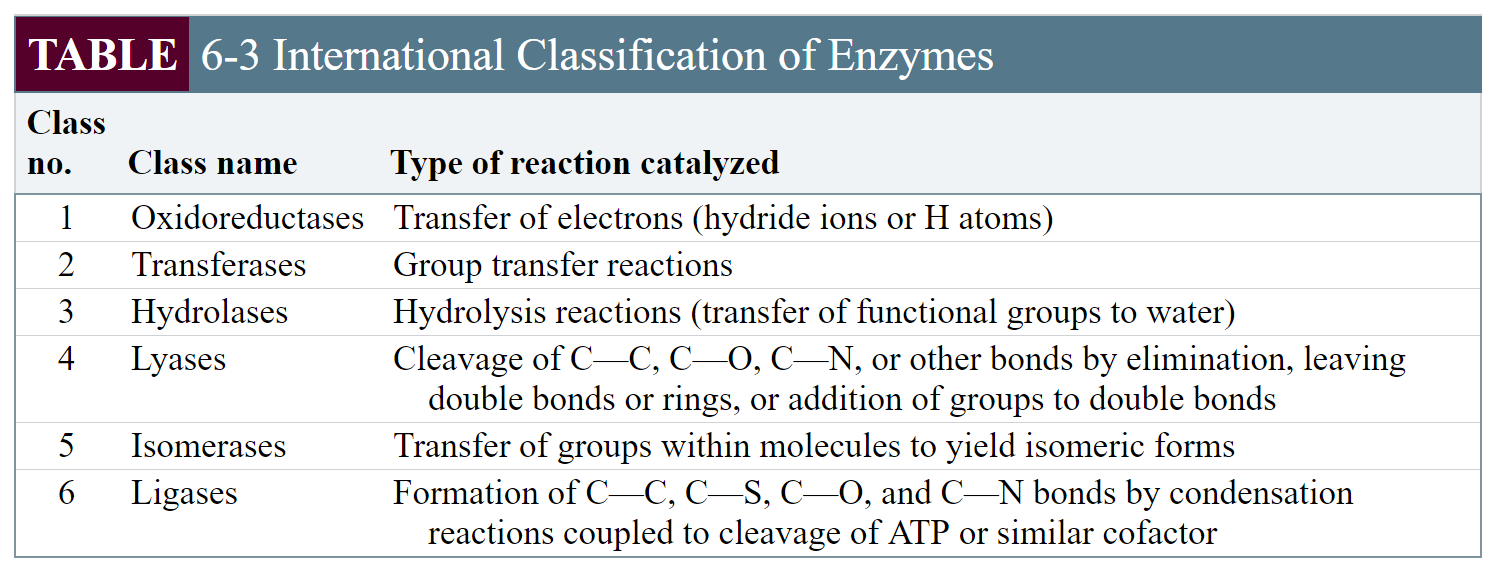 TABLE 6-3 International Classification of Enzymes
Class
no. Class name Type of reaction catalyzed
1 Oxidoreductases Transfer of electrons (hydride ions or H atoms)
2 Transferases Group transfer reactions
3 Hydrolases Hydrolysis reactions (transfer of functional groups to water)
4 Lyases Cleavage of C—C, C—O, C—N, or other bonds by elimination, leaving
double bonds or rings, or addition of groups to double bonds
5 Isomerases Transfer of groups within molecules to yield isomeric forms
6 Ligases Formation of C—C, C—S, C—O, and C—N bonds by condensation
reactions coupled to cleavage of ATP or similar cofactor